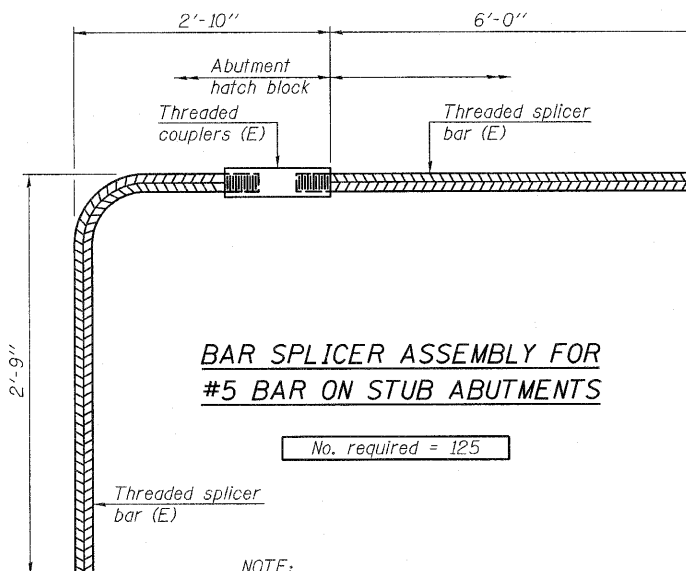 2'-10"
6'-0"
Abutment
hatch block
Threaded
couplers (E)
Threaded splicer
bar (E)
2'-9"
BAR SPLICER ASSEMBLY FOR
#5 BAR ON STUB ABUTMENTS
No. required = 125
Threaded splicer
bar (E)
NOTE: